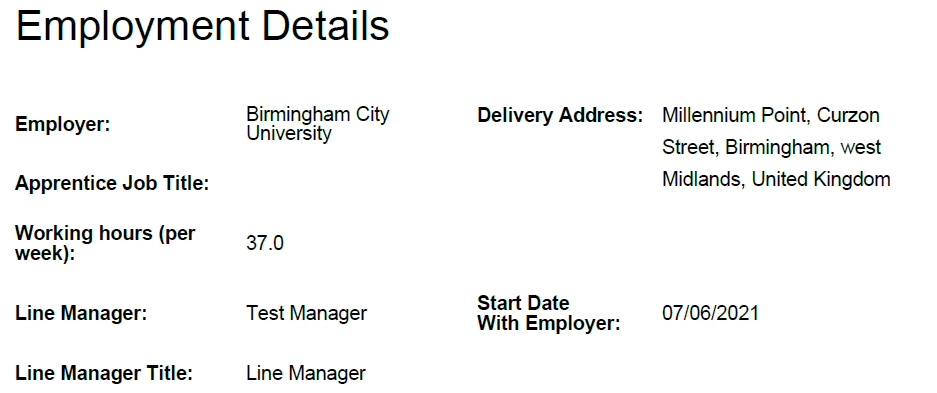 Employment Details
Employer:
Birmingham City
University
Delivery Address:
Millennium Point, Curzon
Street, Birmingham, west
Midlands, United Kingdom
Apprentice Job Title:
Working hours (per
week):
37.0
Line Manager:
Test Manager
Start Date
With Employer:
07/06/2021
Line Manager Title:
Line Manager